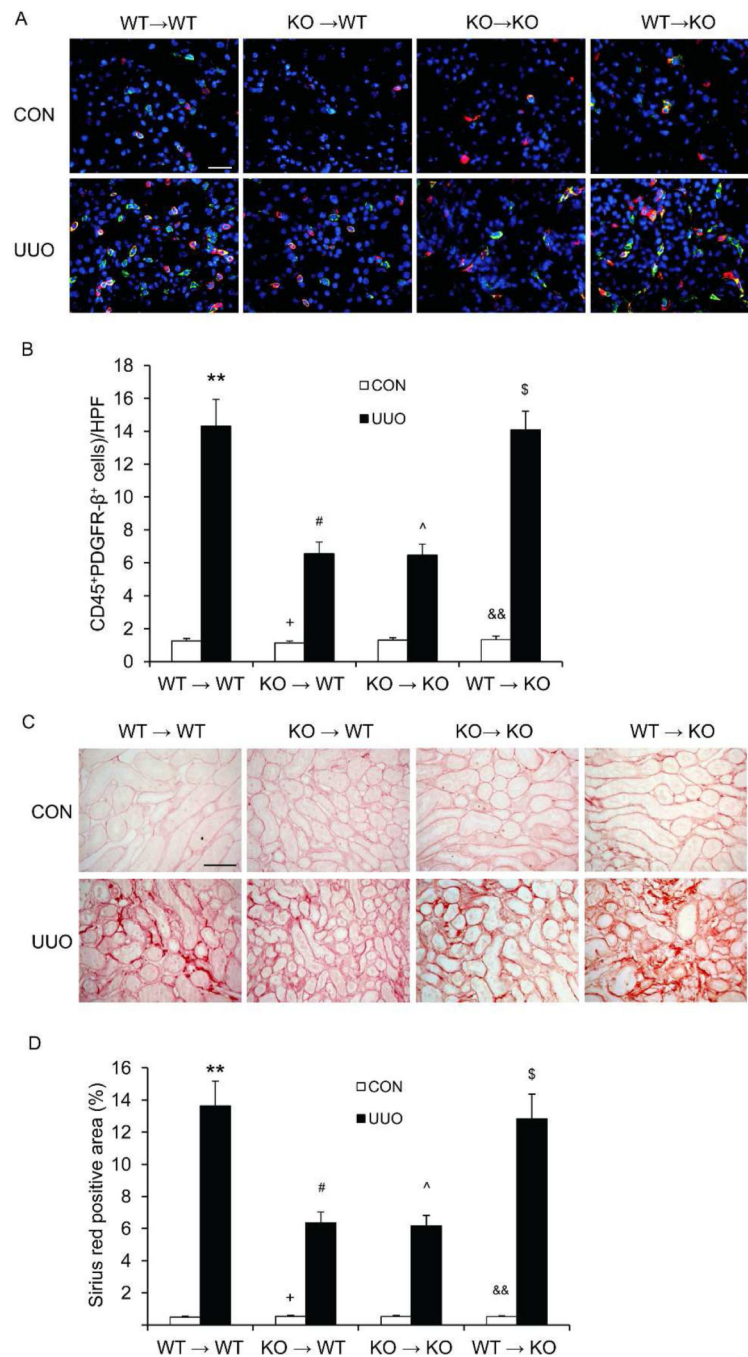 A
WT→WT KO →WT KO→KO WT→KO
CON
UUO
B
CD45⁺PDGFR-β⁺ cells)/HPF
18
16
14
12
10
8
6
4
2
0
** # ^ $
+ &&
CON
UUO
WT → WT KO → WT KO → KO WT → KO
C
WT → WT KO → WT KO→ KO WT → KO
CON
UUO
D
Sirius red positive area (%)
16
14
12
10
8
6
4
2
** # ^ $
+ &&
CON
UUO
WT → WT KO → WT KO → KO WT → KO